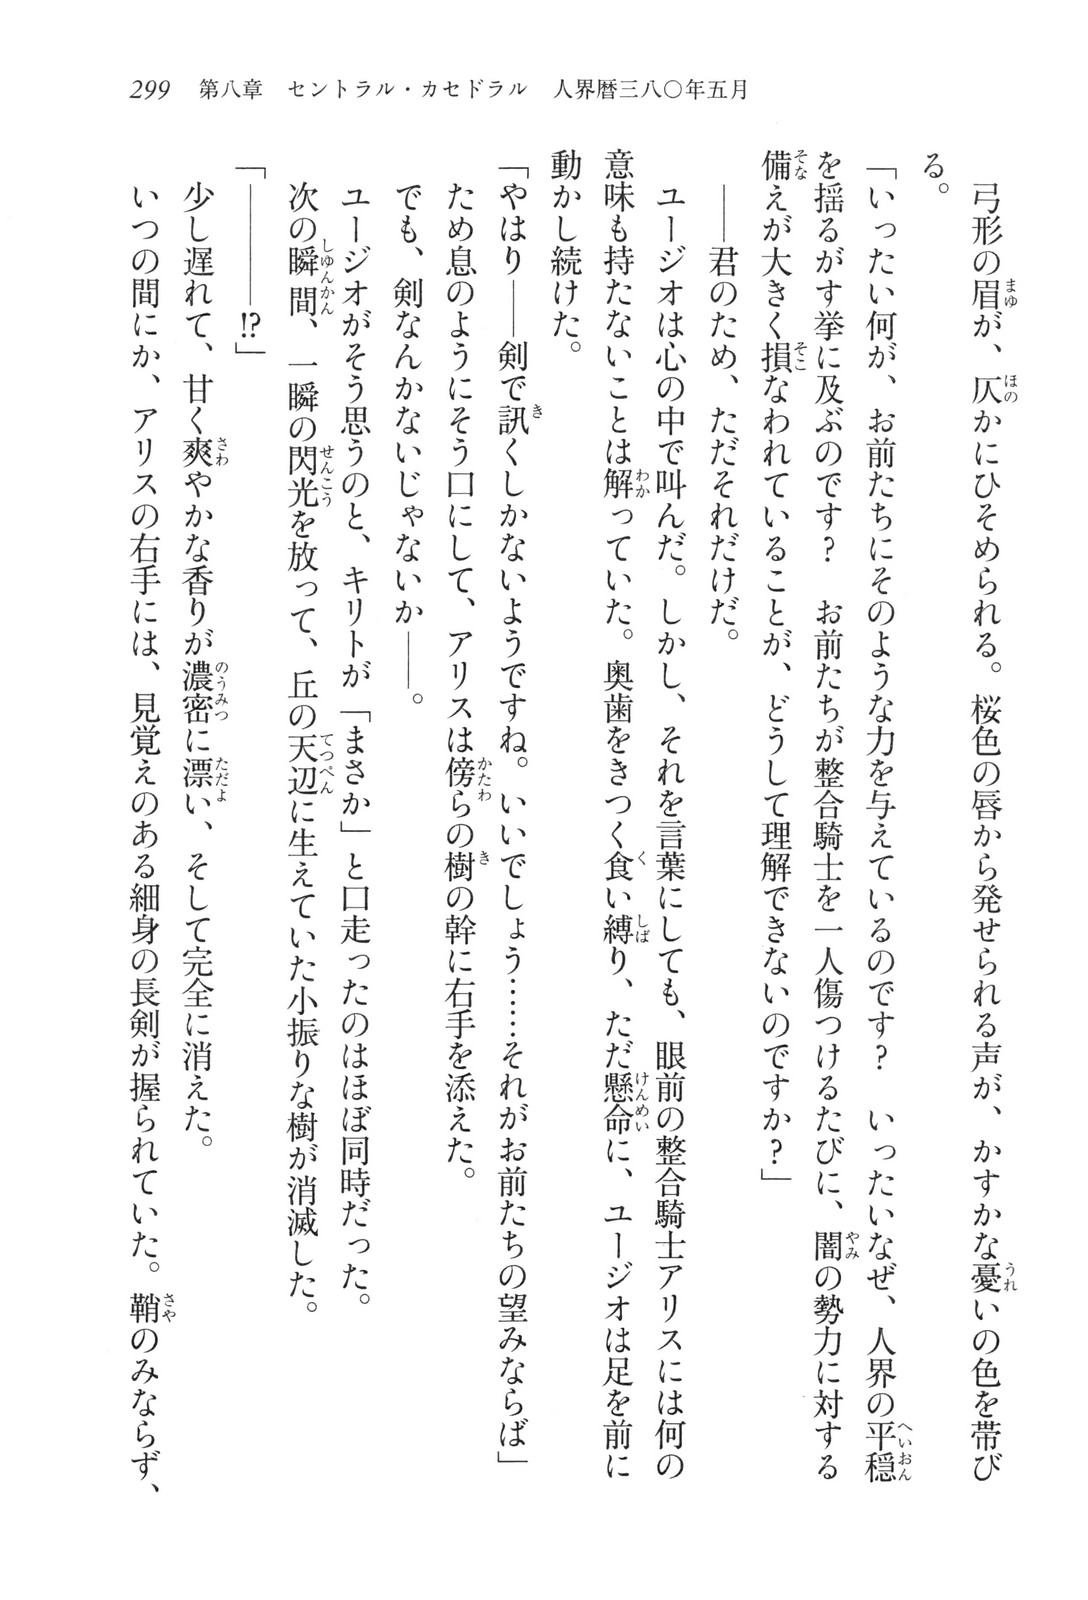 299　第八章　セントラル・カセドラル　人界暦三八〇年五月
　弓形の眉が、仄かにひそめられる。桜色の唇から発せられる声が、かすかな憂いの色を帯び
る。
「いったい何が、お前たちにそのような力を与えているのです？　いったいなぜ、人界の平穏
を揺るがす挙に及ぶのです？　お前たちが整合騎士を一人傷つけるたびに、闇の勢力に対する
備えが大きく損なわれていることが、どうして理解できないのですか？」
　――君のため、ただそれだけだ。
　ユージオは心の中で叫んだ。しかし、それを言葉にしても、眼前の整合騎士アリスには何の
意味も持たないことは解っていた。奥歯をきつく食い縛り、ただ懸命に、ユージオは足を前に
動かし続けた。
「やはり――剣で訊くしかないようですね。いいでしょう……それがお前たちの望みならば」
　ため息のようにそう口にして、アリスは傍らの樹の幹に右手を添えた。
　でも、剣なんかないじゃないか――。
　ユージオがそう思うのと、キリトが「まさか」と口走ったのはほぼ同時だった。
　次の瞬間、一瞬の閃光を放って、丘の天辺に生えていた小振りな樹が消滅した。
「――――!?」
　少し遅れて、甘く爽やかな香りが濃密に漂い、そして完全に消えた。
　いつの間にか、アリスの右手には、見覚えのある細身の長剣が握られていた。鞘のみならず、